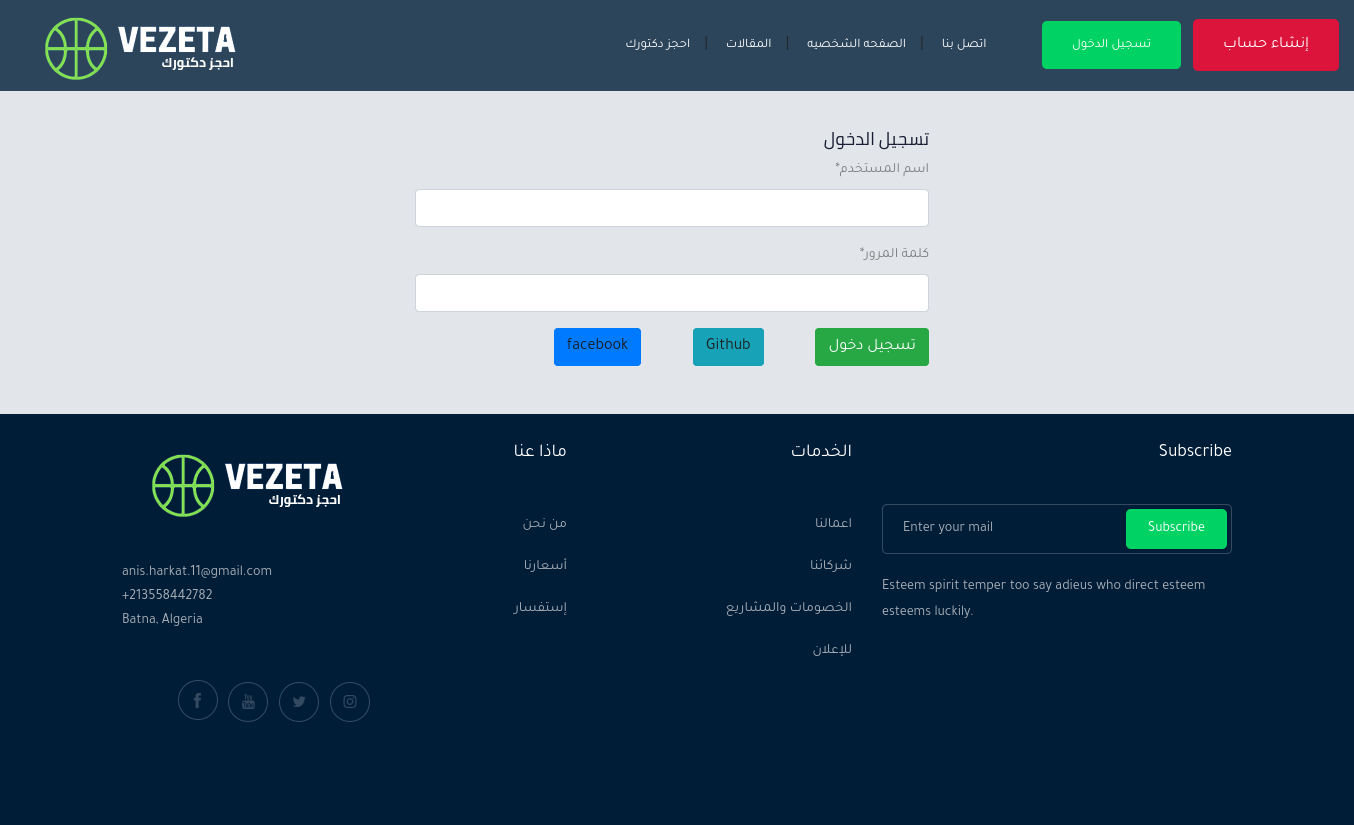 VEZETA
احجز دكتورك
إنشاء حساب
تسجيل الدخول
اتصل بنا
الصفحه الشخصيه
المقالات
احجز دكتورك
تسجيل الدخول
اسم المستخدم*
كلمة المرور*
تسجيل دخول
Github
facebook
Subscribe
Enter your mail
Subscribe
Esteem spirit temper too say adieus who direct esteem
esteems luckily.
الخدمات
اعمالنا
شركائنا
الخصومات والمشاريع
للإعلان
ماذا عنا
من نحن
أسعارنا
إستفسار
VEZETA
احجز دكتورك
anis.harkat.11@gmail.com
+213558442782
Batna, Algeria